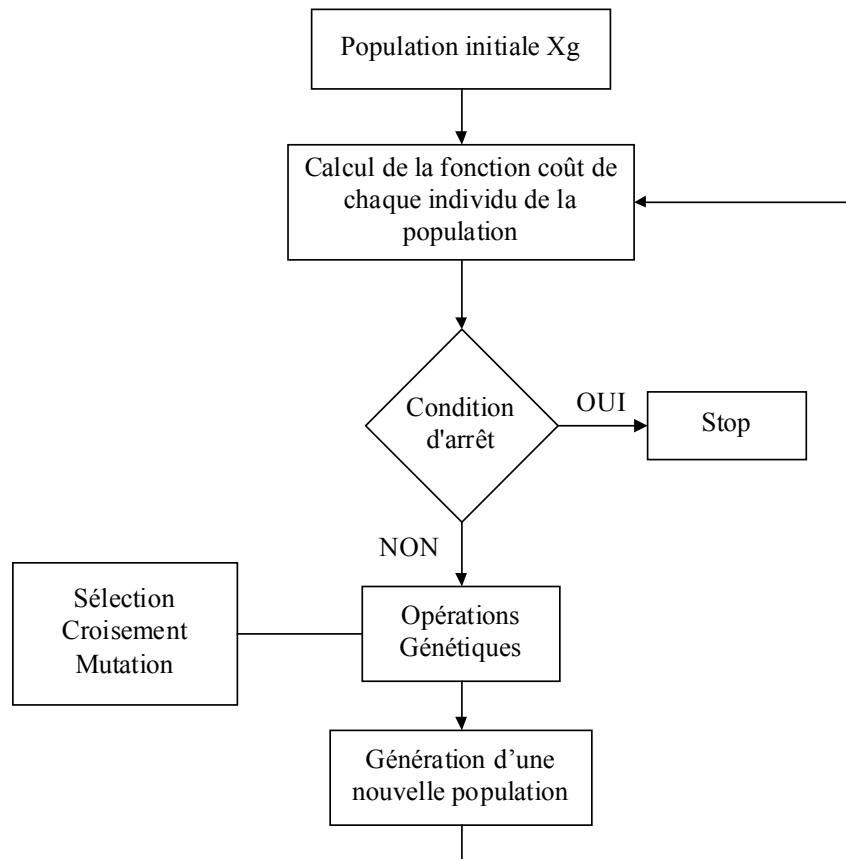 Population initiale Xg
Calcul de la fonction coût de
chaque individu de la
population
Condition
d'arrêt
OUI
Stop
NON
Sélection
Croisement
Mutation
Opérations
Génétiques
Génération d’une
nouvelle population